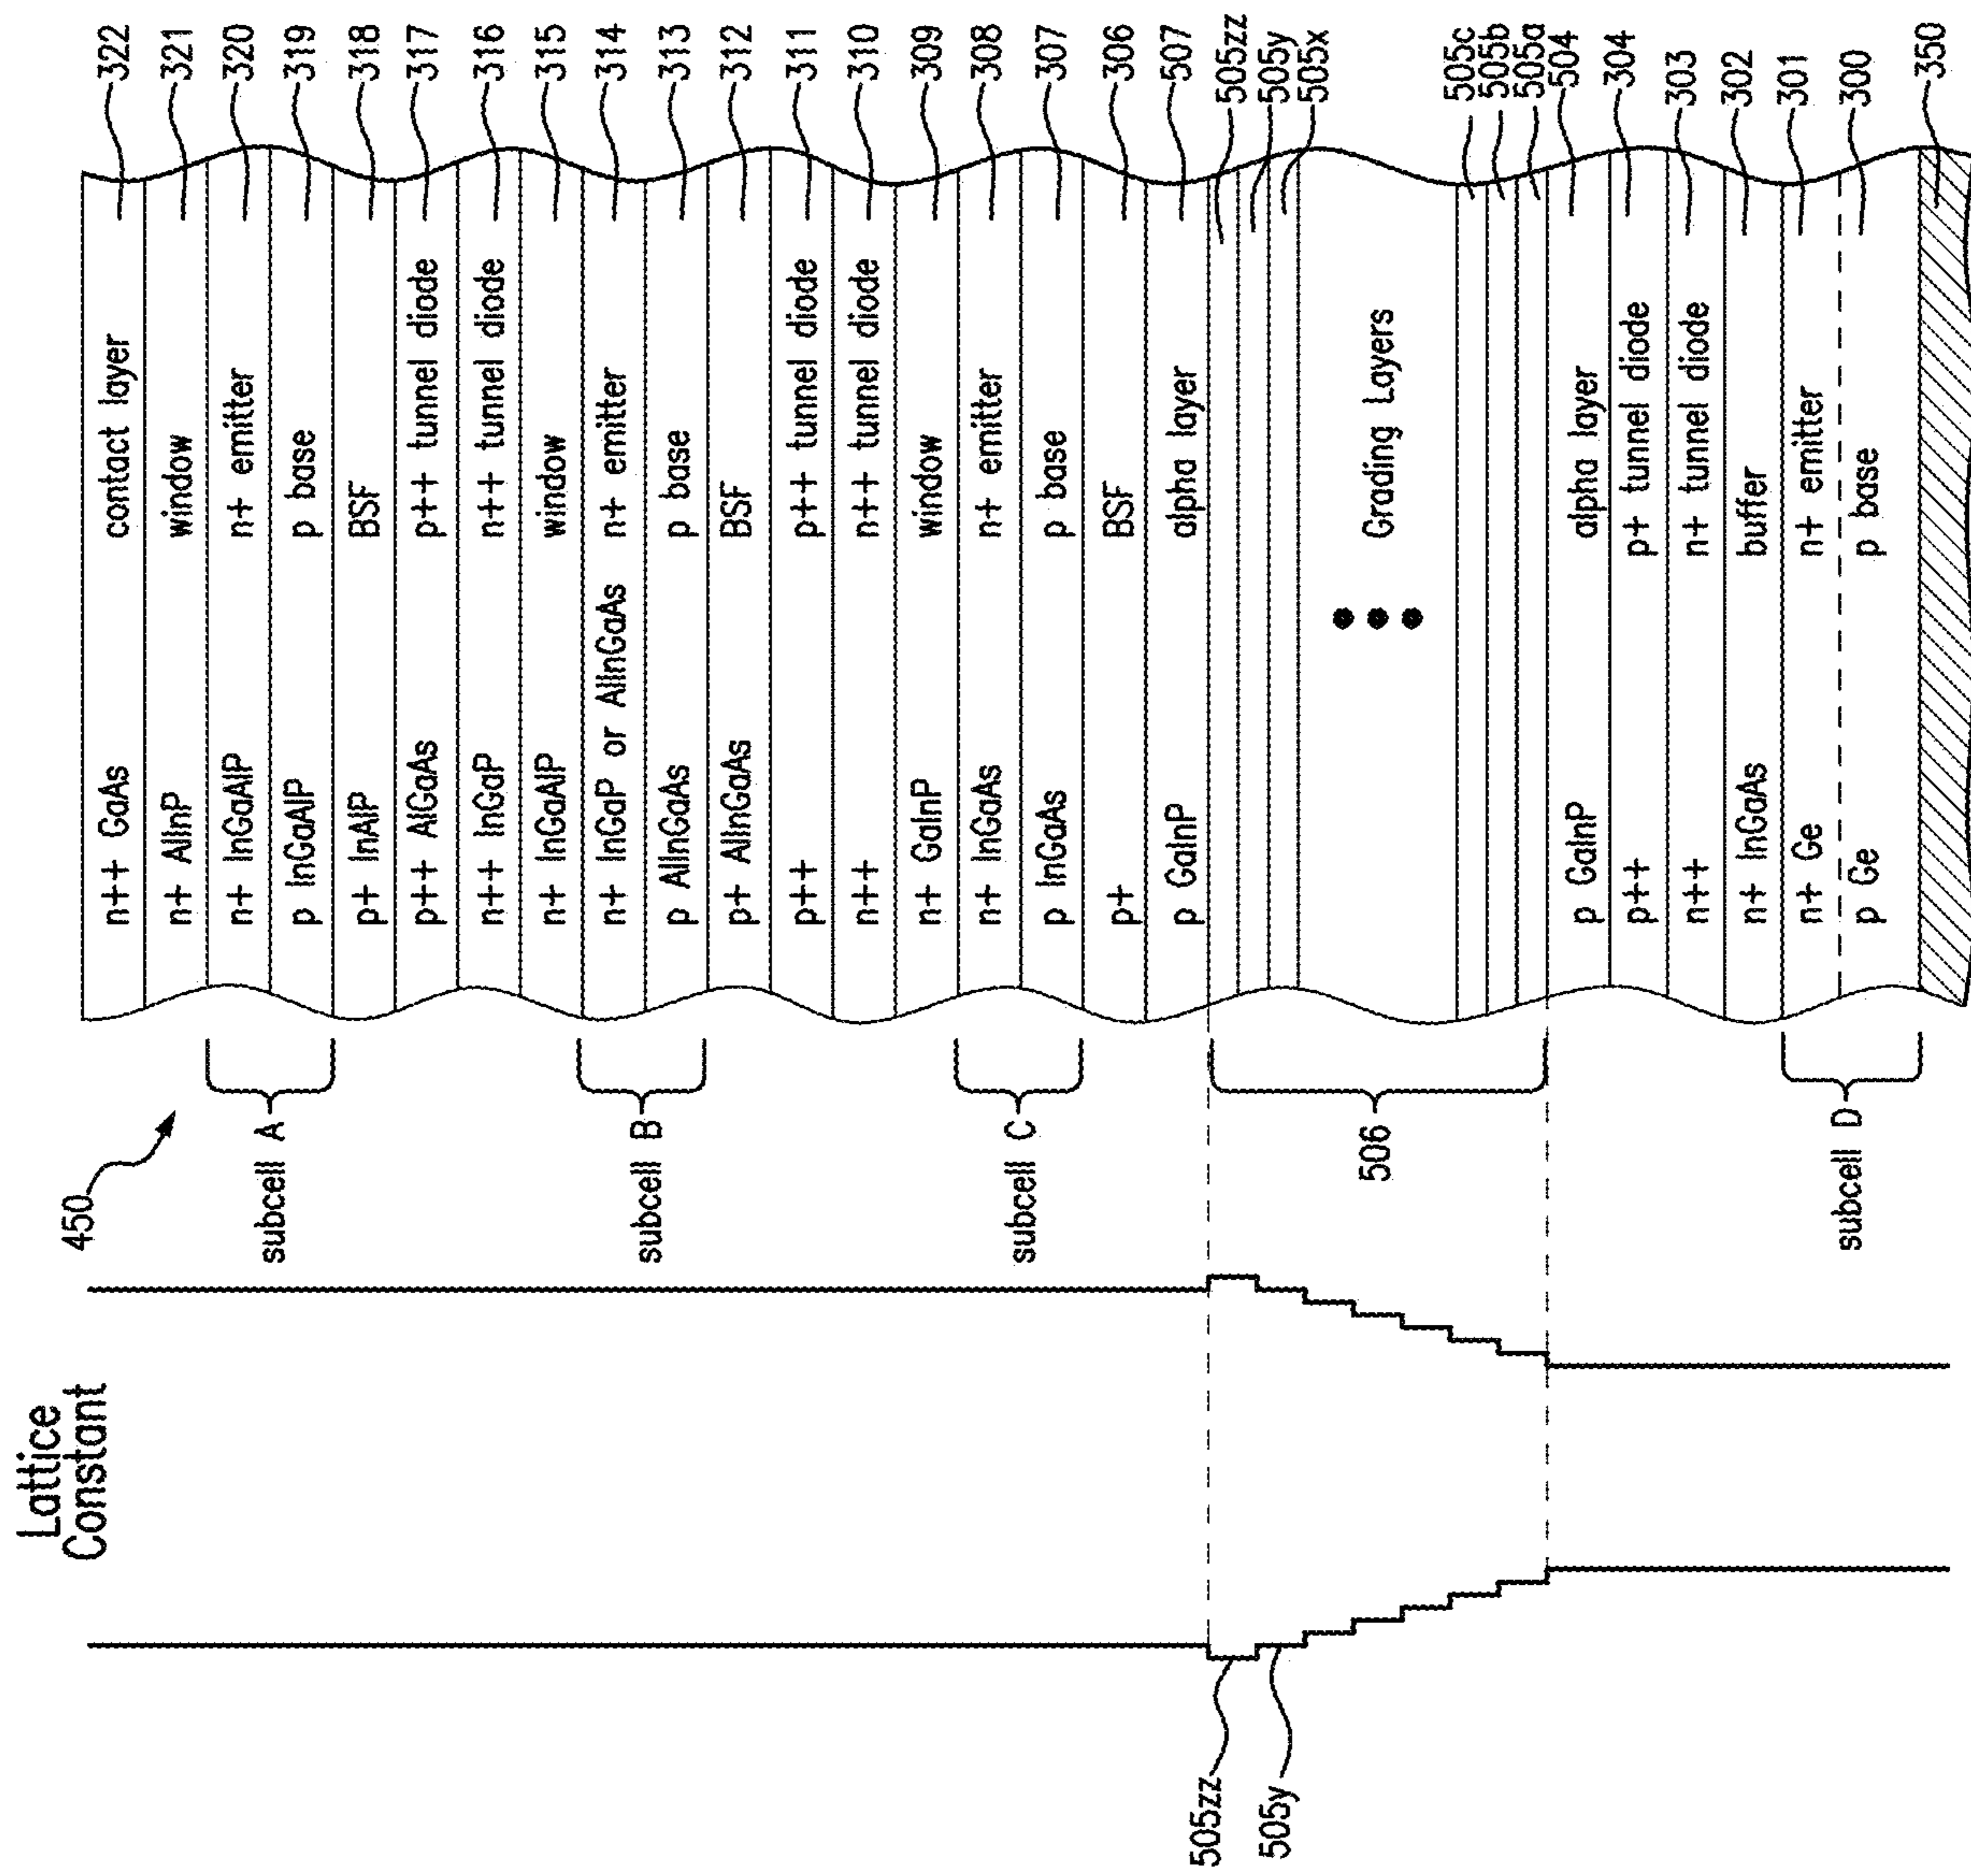 Lattice
Constant
450
n++ GaAs contact layer 322
n+ AlInP window 321
n+ InGaAlP n+ emitter 320
p InGaAlP p base 319
subcell A
p+ InAlP BSF 318
p++ AlGaAs p++ tunnel diode 317
n++ InGaP n++ tunnel diode 316
n+ InGaAlP window 315
n+ InGaP or AlInGaAs n+ emitter 314
p AlInGaAs p base 313
subcell B
p+ AlInGaAs BSF 312
p++ p++ tunnel diode 311
n++ n++ tunnel diode 310
n+ GaInP window 309
n+ InGaAs n+ emitter 308
p InGaAs p base 307
subcell C
p+ BSF 306
p GaInP alpha layer 507
505zz
505y
505x
505zz
505y
506
Grading Layers
505c
505b
505a
p GaInP alpha layer 504
p++ p+ tunnel diode 304
n++ n+ tunnel diode 303
n+ InGaAs buffer 302
n+ Ge n+ emitter 301
p Ge p base 300
subcell D
350